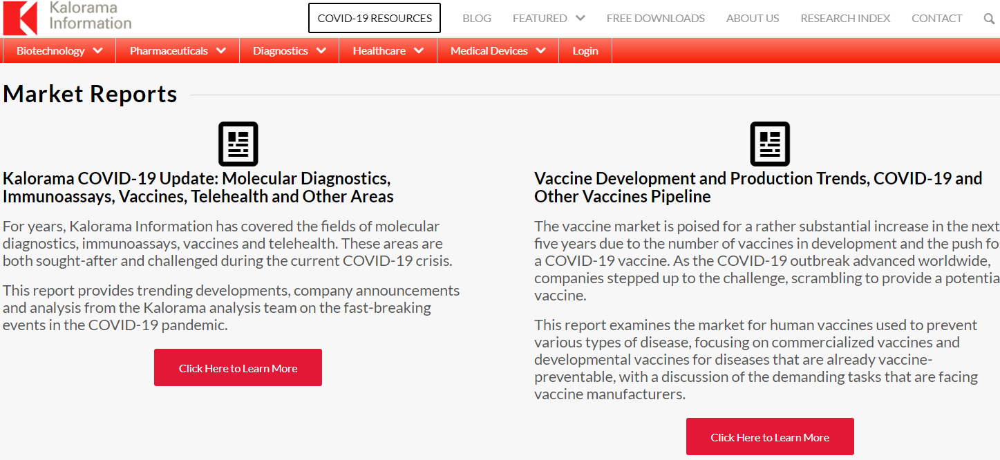 Kalorama
Information
COVID-19 RESOURCES
BLOG
FEATURED
FREE DOWNLOADS
ABOUT US
RESEARCH INDEX
CONTACT
Biotechnology
Pharmaceuticals
Diagnostics
Healthcare
Medical Devices
Login
Market Reports
Kalorama COVID-19 Update: Molecular Diagnostics,
Immunoassays, Vaccines, Telehealth and Other Areas
For years, Kalorama Information has covered the fields of molecular
diagnostics, immunoassays, vaccines and telehealth. These areas are
both sought-after and challenged during the current COVID-19 crisis.
This report provides trending developments, company announcements
and analysis from the Kalorama analysis team on the fast-breaking
events in the COVID-19 pandemic.
Click Here to Learn More
Vaccine Development and Production Trends, COVID-19 and
Other Vaccines Pipeline
The vaccine market is poised for a rather substantial increase in the next
five years due to the number of vaccines in development and the push fo
a COVID-19 vaccine. As the COVID-19 outbreak advanced worldwide,
companies stepped up to the challenge, scrambling to provide a potentia
vaccine.
This report examines the market for human vaccines used to prevent
various types of disease, focusing on commercialized vaccines and
developmental vaccines for diseases that are already vaccine-
preventable, with a discussion of the demanding tasks that are facing
vaccine manufacturers.
Click Here to Learn More